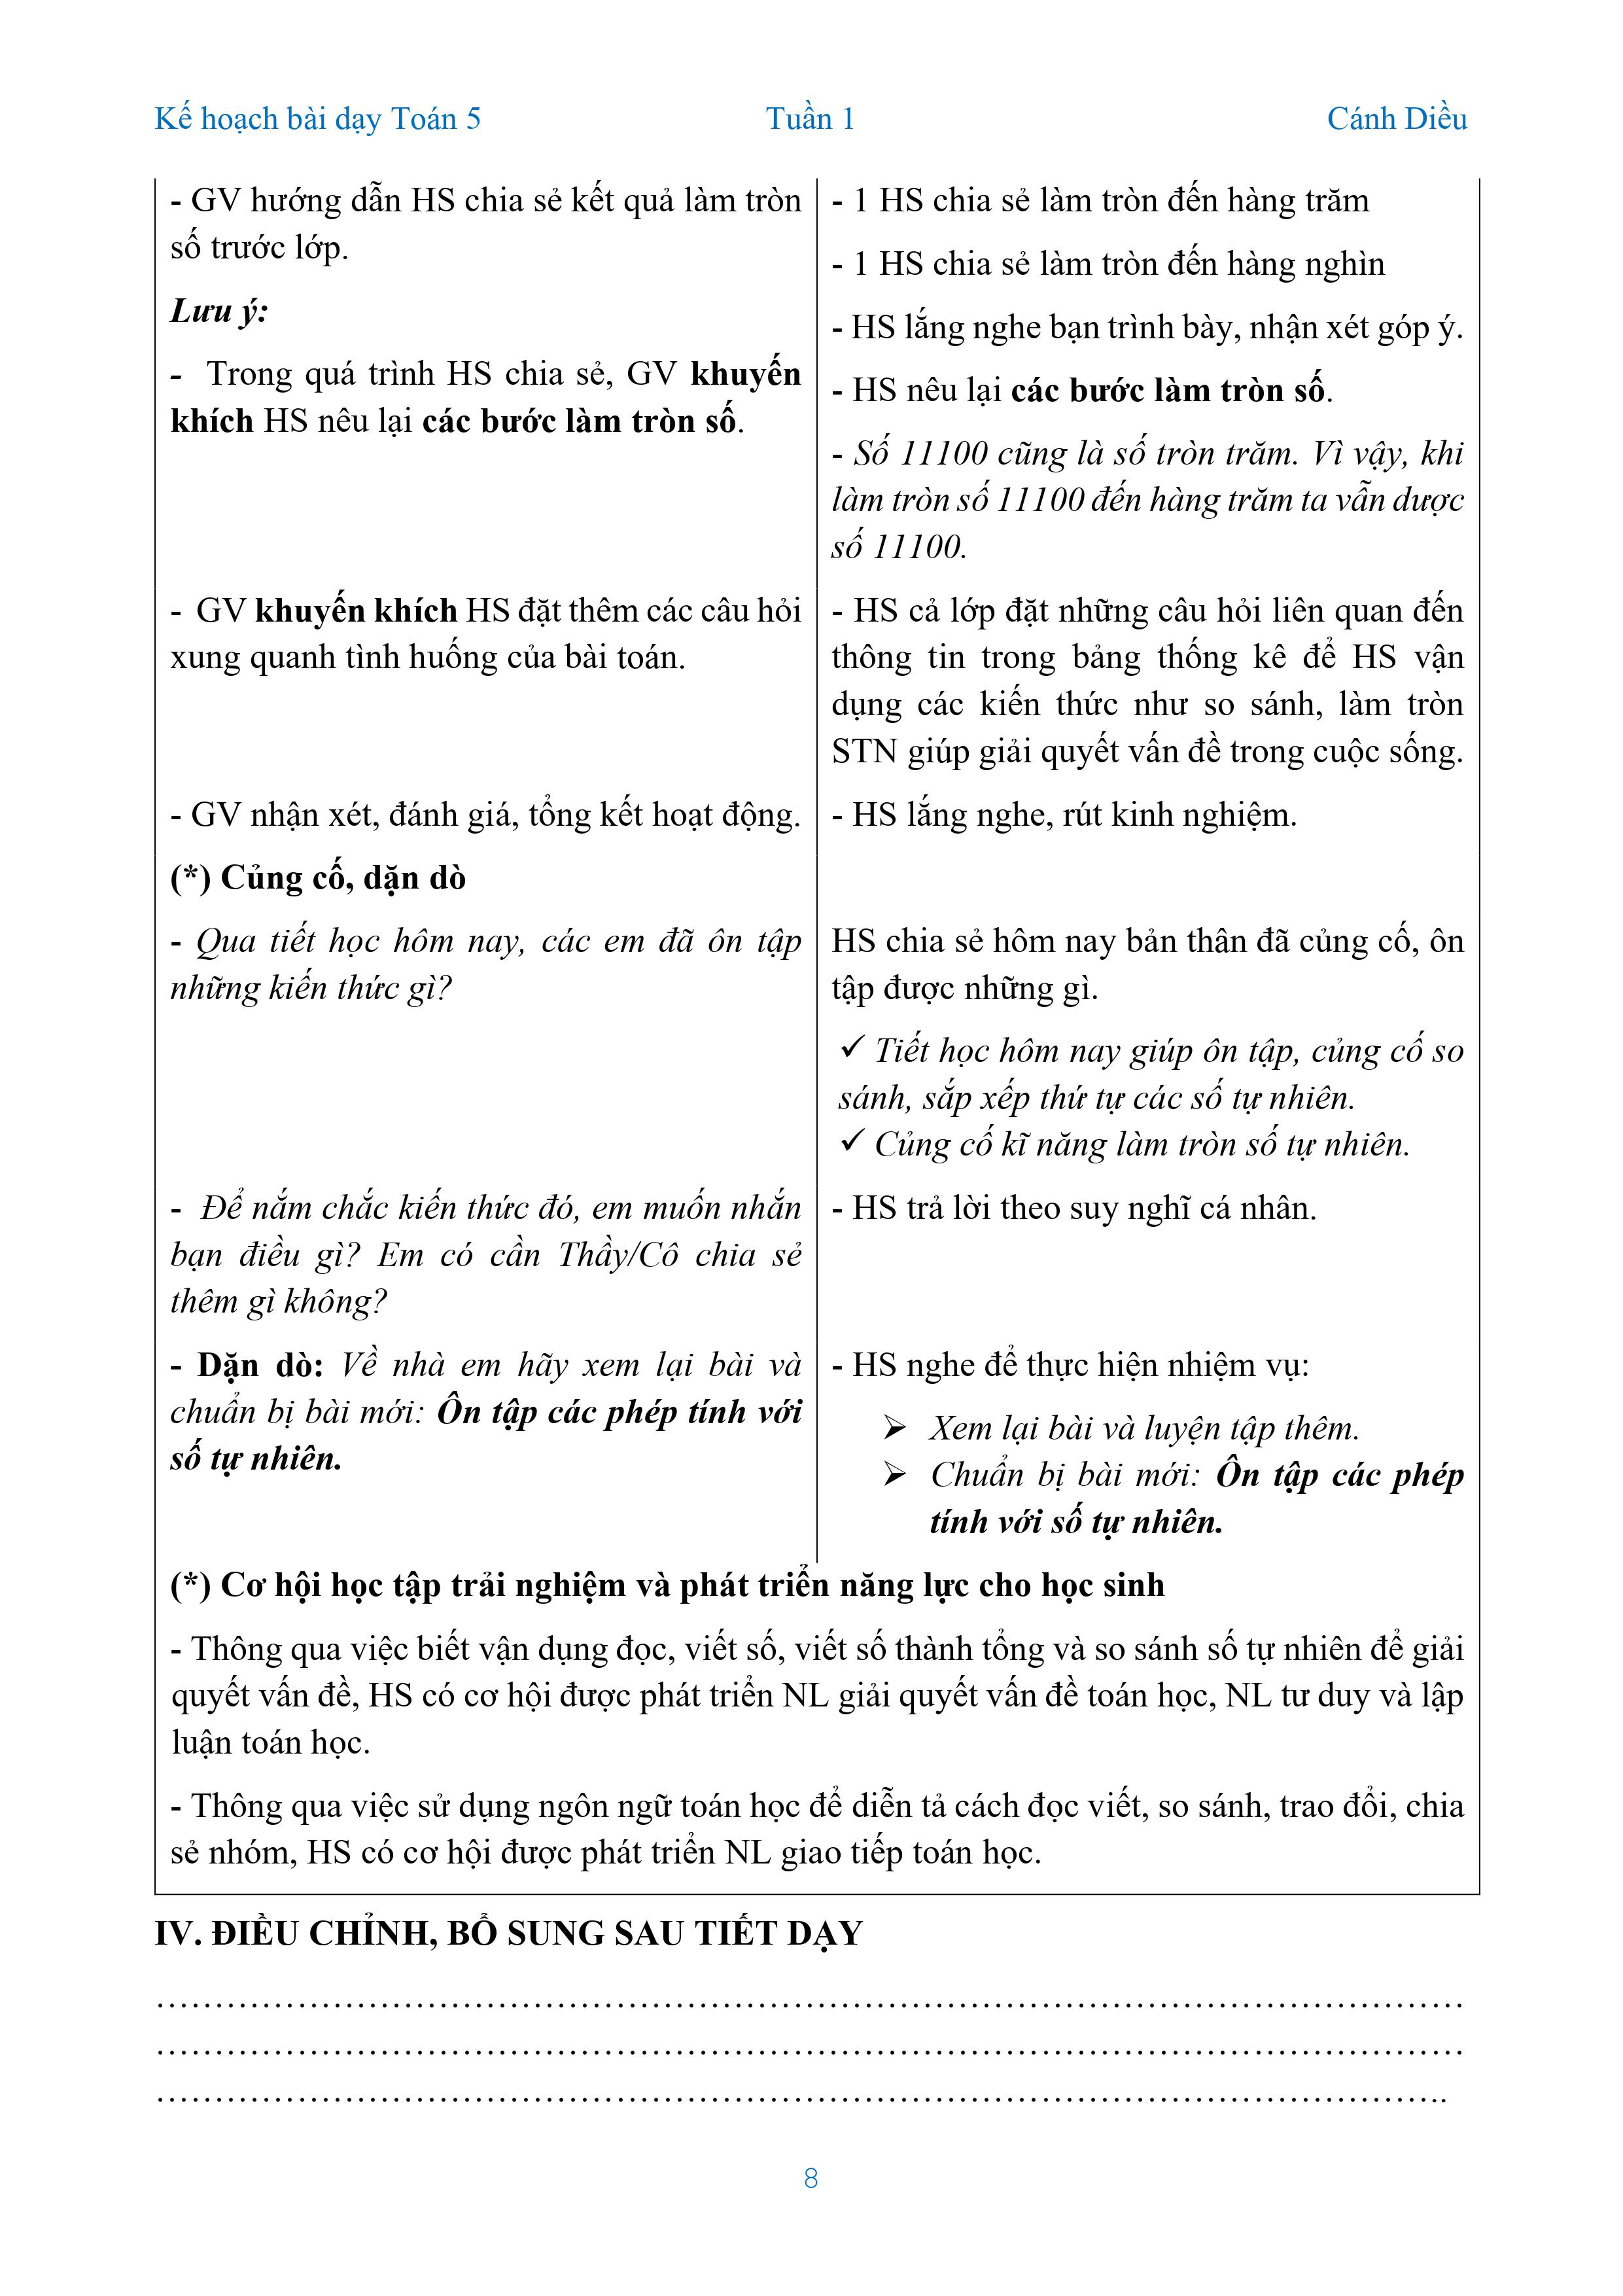 Kế hoạch bài dạy Toán 5 Tuần 1 Cánh Diều
- GV hướng dẫn HS chia sẻ kết quả làm tròn
số trước lớp.
Lưu ý:
- Trong quá trình HS chia sẻ, GV khuyến
khích HS nêu lại các bước làm tròn số.
- 1 HS chia sẻ làm tròn đến hàng trăm
- 1 HS chia sẻ làm tròn đến hàng nghìn
- HS lắng nghe bạn trình bày, nhận xét góp ý.
- HS nêu lại các bước làm tròn số.
- Số 11100 cũng là số tròn trăm. Vì vậy, khi
làm tròn số 11100 đến hàng trăm ta vẫn dược
số 11100.
- GV khuyến khích HS đặt thêm các câu hỏi
xung quanh tình huống của bài toán.
- HS cả lớp đặt những câu hỏi liên quan đến
thông tin trong bảng thống kê để HS vận
dụng các kiến thức như so sánh, làm tròn
STN giúp giải quyết vấn đề trong cuộc sống.
- GV nhận xét, đánh giá, tổng kết hoạt động.
- HS lắng nghe, rút kinh nghiệm.
(*) Củng cố, dặn dò
- Qua tiết học hôm nay, các em đã ôn tập
những kiến thức gì?
HS chia sẻ hôm nay bản thân đã củng cố, ôn
tập được những gì.
✓ Tiết học hôm nay giúp ôn tập, củng cố so
sánh, sắp xếp thứ tự các số tự nhiên.
✓ Củng cố kĩ năng làm tròn số tự nhiên.
- Để nắm chắc kiến thức đó, em muốn nhắn
bạn điều gì? Em có cần Thầy/Cô chia sẻ
thêm gì không?
- HS trả lời theo suy nghĩ cá nhân.
- Dặn dò: Về nhà em hãy xem lại bài và
chuẩn bị bài mới: Ôn tập các phép tính với
số tự nhiên.
- HS nghe để thực hiện nhiệm vụ:
➢ Xem lại bài và luyện tập thêm.
➢ Chuẩn bị bài mới: Ôn tập các phép
tính với số tự nhiên.
(*) Cơ hội học tập trải nghiệm và phát triển năng lực cho học sinh
- Thông qua việc biết vận dụng đọc, viết số, viết số thành tổng và so sánh số tự nhiên để giải
quyết vấn đề, HS có cơ hội được phát triển NL giải quyết vấn đề toán học, NL tư duy và lập
luận toán học.
- Thông qua việc sử dụng ngôn ngữ toán học để diễn tả cách đọc viết, so sánh, trao đổi, chia
sẻ nhóm, HS có cơ hội được phát triển NL giao tiếp toán học.
IV. ĐIỀU CHỈNH, BỔ SUNG SAU TIẾT DẠY
……………………………………………………………………………………………
……………………………………………………………………………………………
…………………………………………………………………………………………..
8